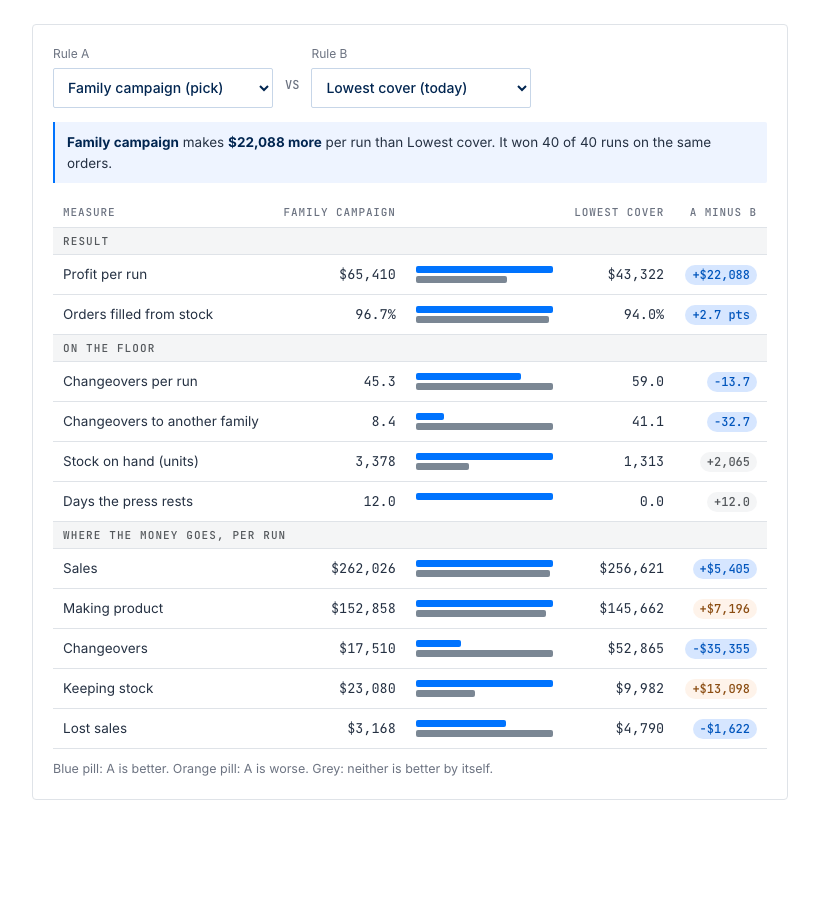 Rule A
Rule B
Family campaign (pick)
VS
Lowest cover (today)
Family campaign makes $22,088 more per run than Lowest cover. It won 40 of 40 runs on the same
orders.
MEASURE FAMILY CAMPAIGN LOWEST COVER A MINUS B
RESULT
Profit per run $65,410 $43,322 +$22,088
Orders filled from stock 96.7% 94.0% +2.7 pts
ON THE FLOOR
Changeovers per run 45.3 59.0 -13.7
Changeovers to another family 8.4 41.1 -32.7
Stock on hand (units) 3,378 1,313 +2,065
Days the press rests 12.0 0.0 +12.0
WHERE THE MONEY GOES, PER RUN
Sales $262,026 $256,621 +$5,405
Making product $152,858 $145,662 +$7,196
Changeovers $17,510 $52,865 -$35,355
Keeping stock $23,080 $9,982 +$13,098
Lost sales $3,168 $4,790 -$1,622
Blue pill: A is better. Orange pill: A is worse. Grey: neither is better by itself.